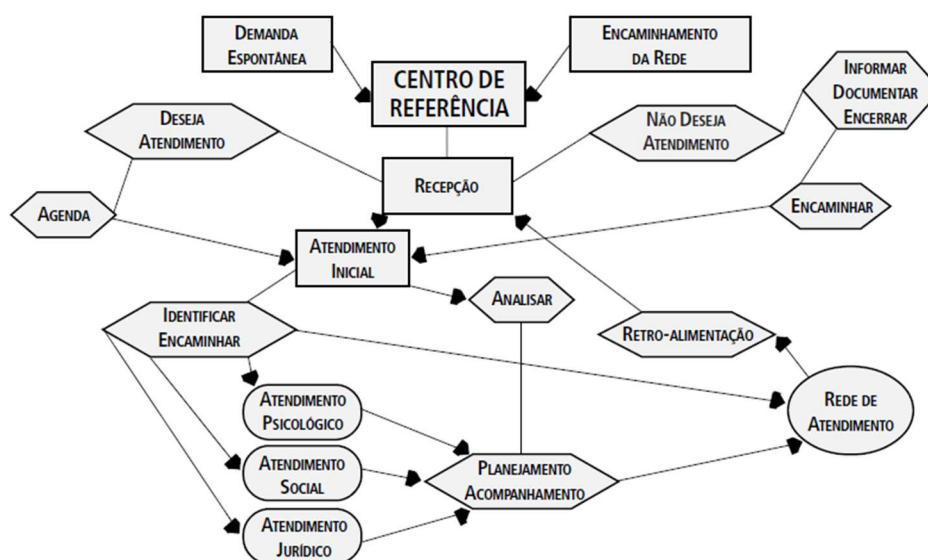 DEMANDA
ESPONTÂNEA
ENCAMINHAMENTO
DA REDE
CENTRO DE
REFERÊNCIA
INFORMAR
DOCUMENTAR
ENCERRAR
DESEJA
ATENDIMENTO
NÃO DESEJA
ATENDIMENTO
RECEPÇÃO
AGENDA
ENCAMINHAR
ATENDIMENTO
INICIAL
ANALISAR
IDENTIFICAR
ENCAMINHAR
RETRO-ALIMENTAÇÃO
ATENDIMENTO
PSICOLÓGICO
REDE DE
ATENDIMENTO
ATENDIMENTO
SOCIAL
PLANEJAMENTO
ACOMPANHAMENTO
ATENDIMENTO
JURÍDICO